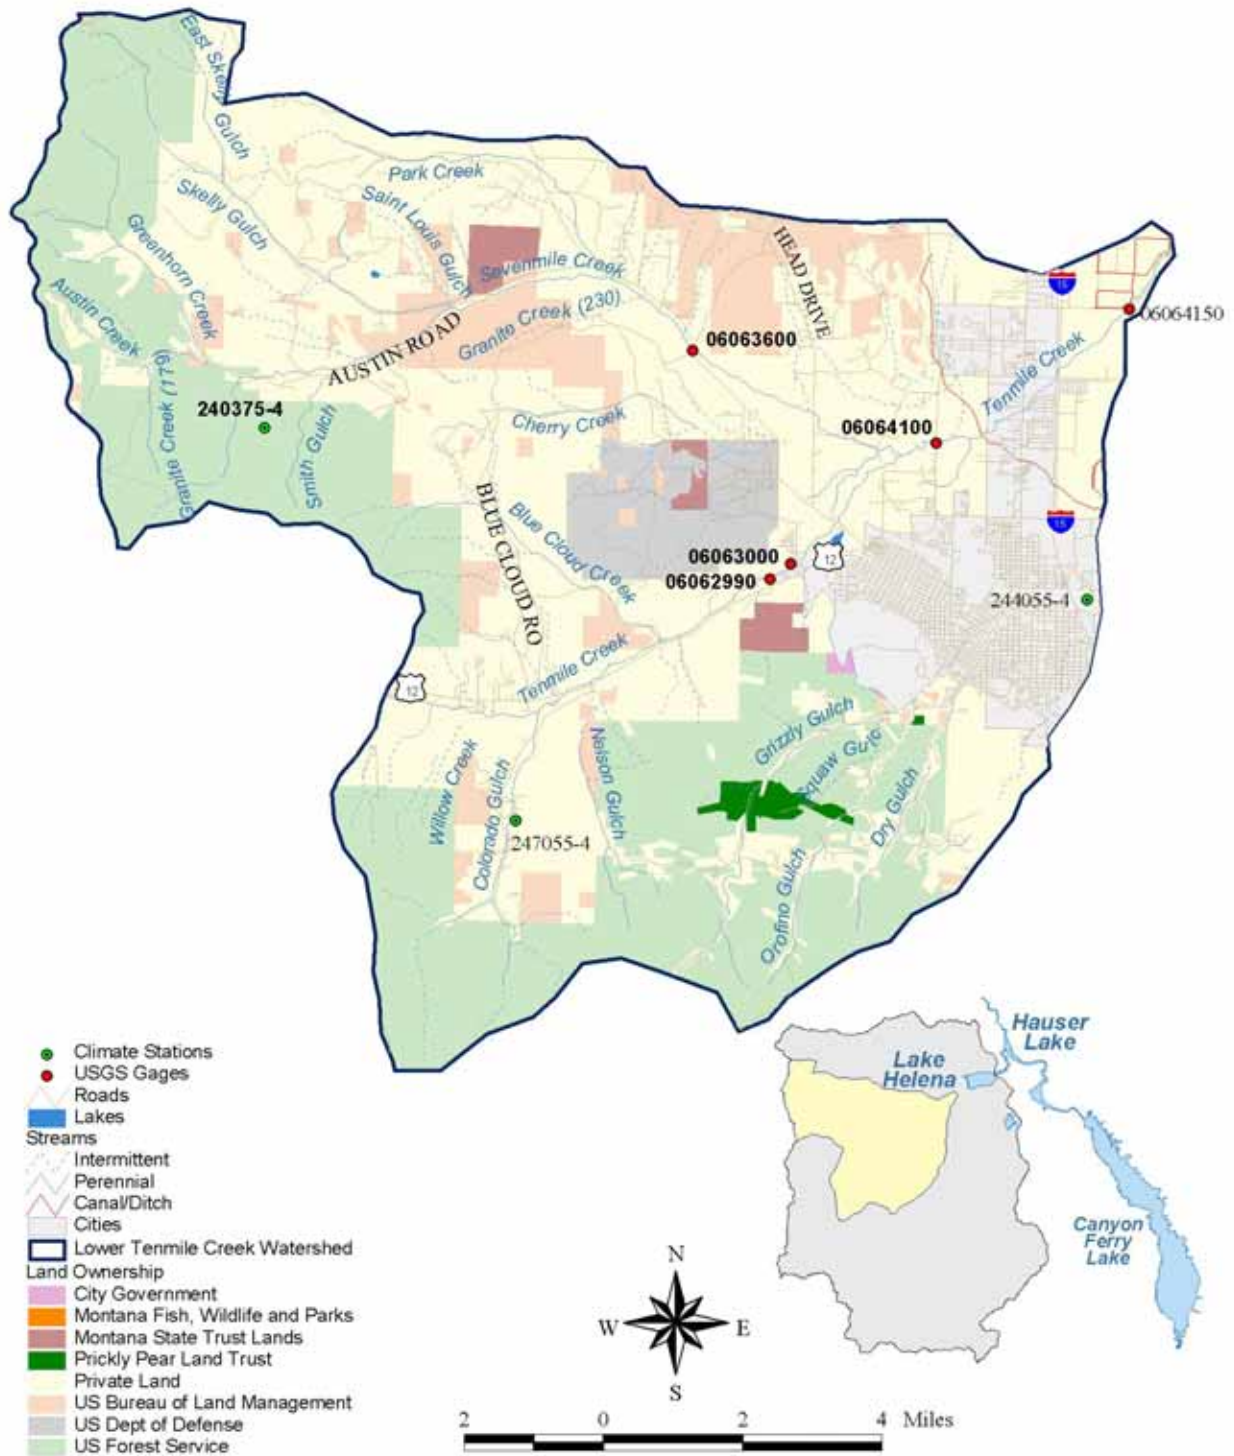 East Skelly Gulch
Park Creek
Skelly Gulch
Saint Louis Gulch
Greenhorn Creek
Sevenmile Creek
HEAD DRIVE
Austin Creek
Granite Creek (230)
15
06064150
AUSTIN ROAD
06063600
Tenmile Creek
Granite Creek (179)
240375-4
Smith Gulch
Cherry Creek
06064100
BLUE CLOUD RO
Blue Cloud Creek
15
06063000
12
06062990
244055-4
Tenmile Creek
12
Grizzly Gulch
Squaw Gulc
Nelson Gulch
Willow Creek
Colorado Gulch
Dry Gulch
247055-4
Orofino Gulch
Hauser
Lake
Lake
Helena
Canyon
Ferry
Lake
Climate Stations
USGS Gages
Roads
Lakes
Streams
Intermittent
Perennial
Canal/Ditch
Cities
Lower Tenmile Creek Watershed
Land Ownership
City Government
Montana Fish, Wildlife and Parks
Montana State Trust Lands
Prickly Pear Land Trust
Private Land
US Bureau of Land Management
US Dept of Defense
US Forest Service
N
W E
S
2 0 2 4 Miles